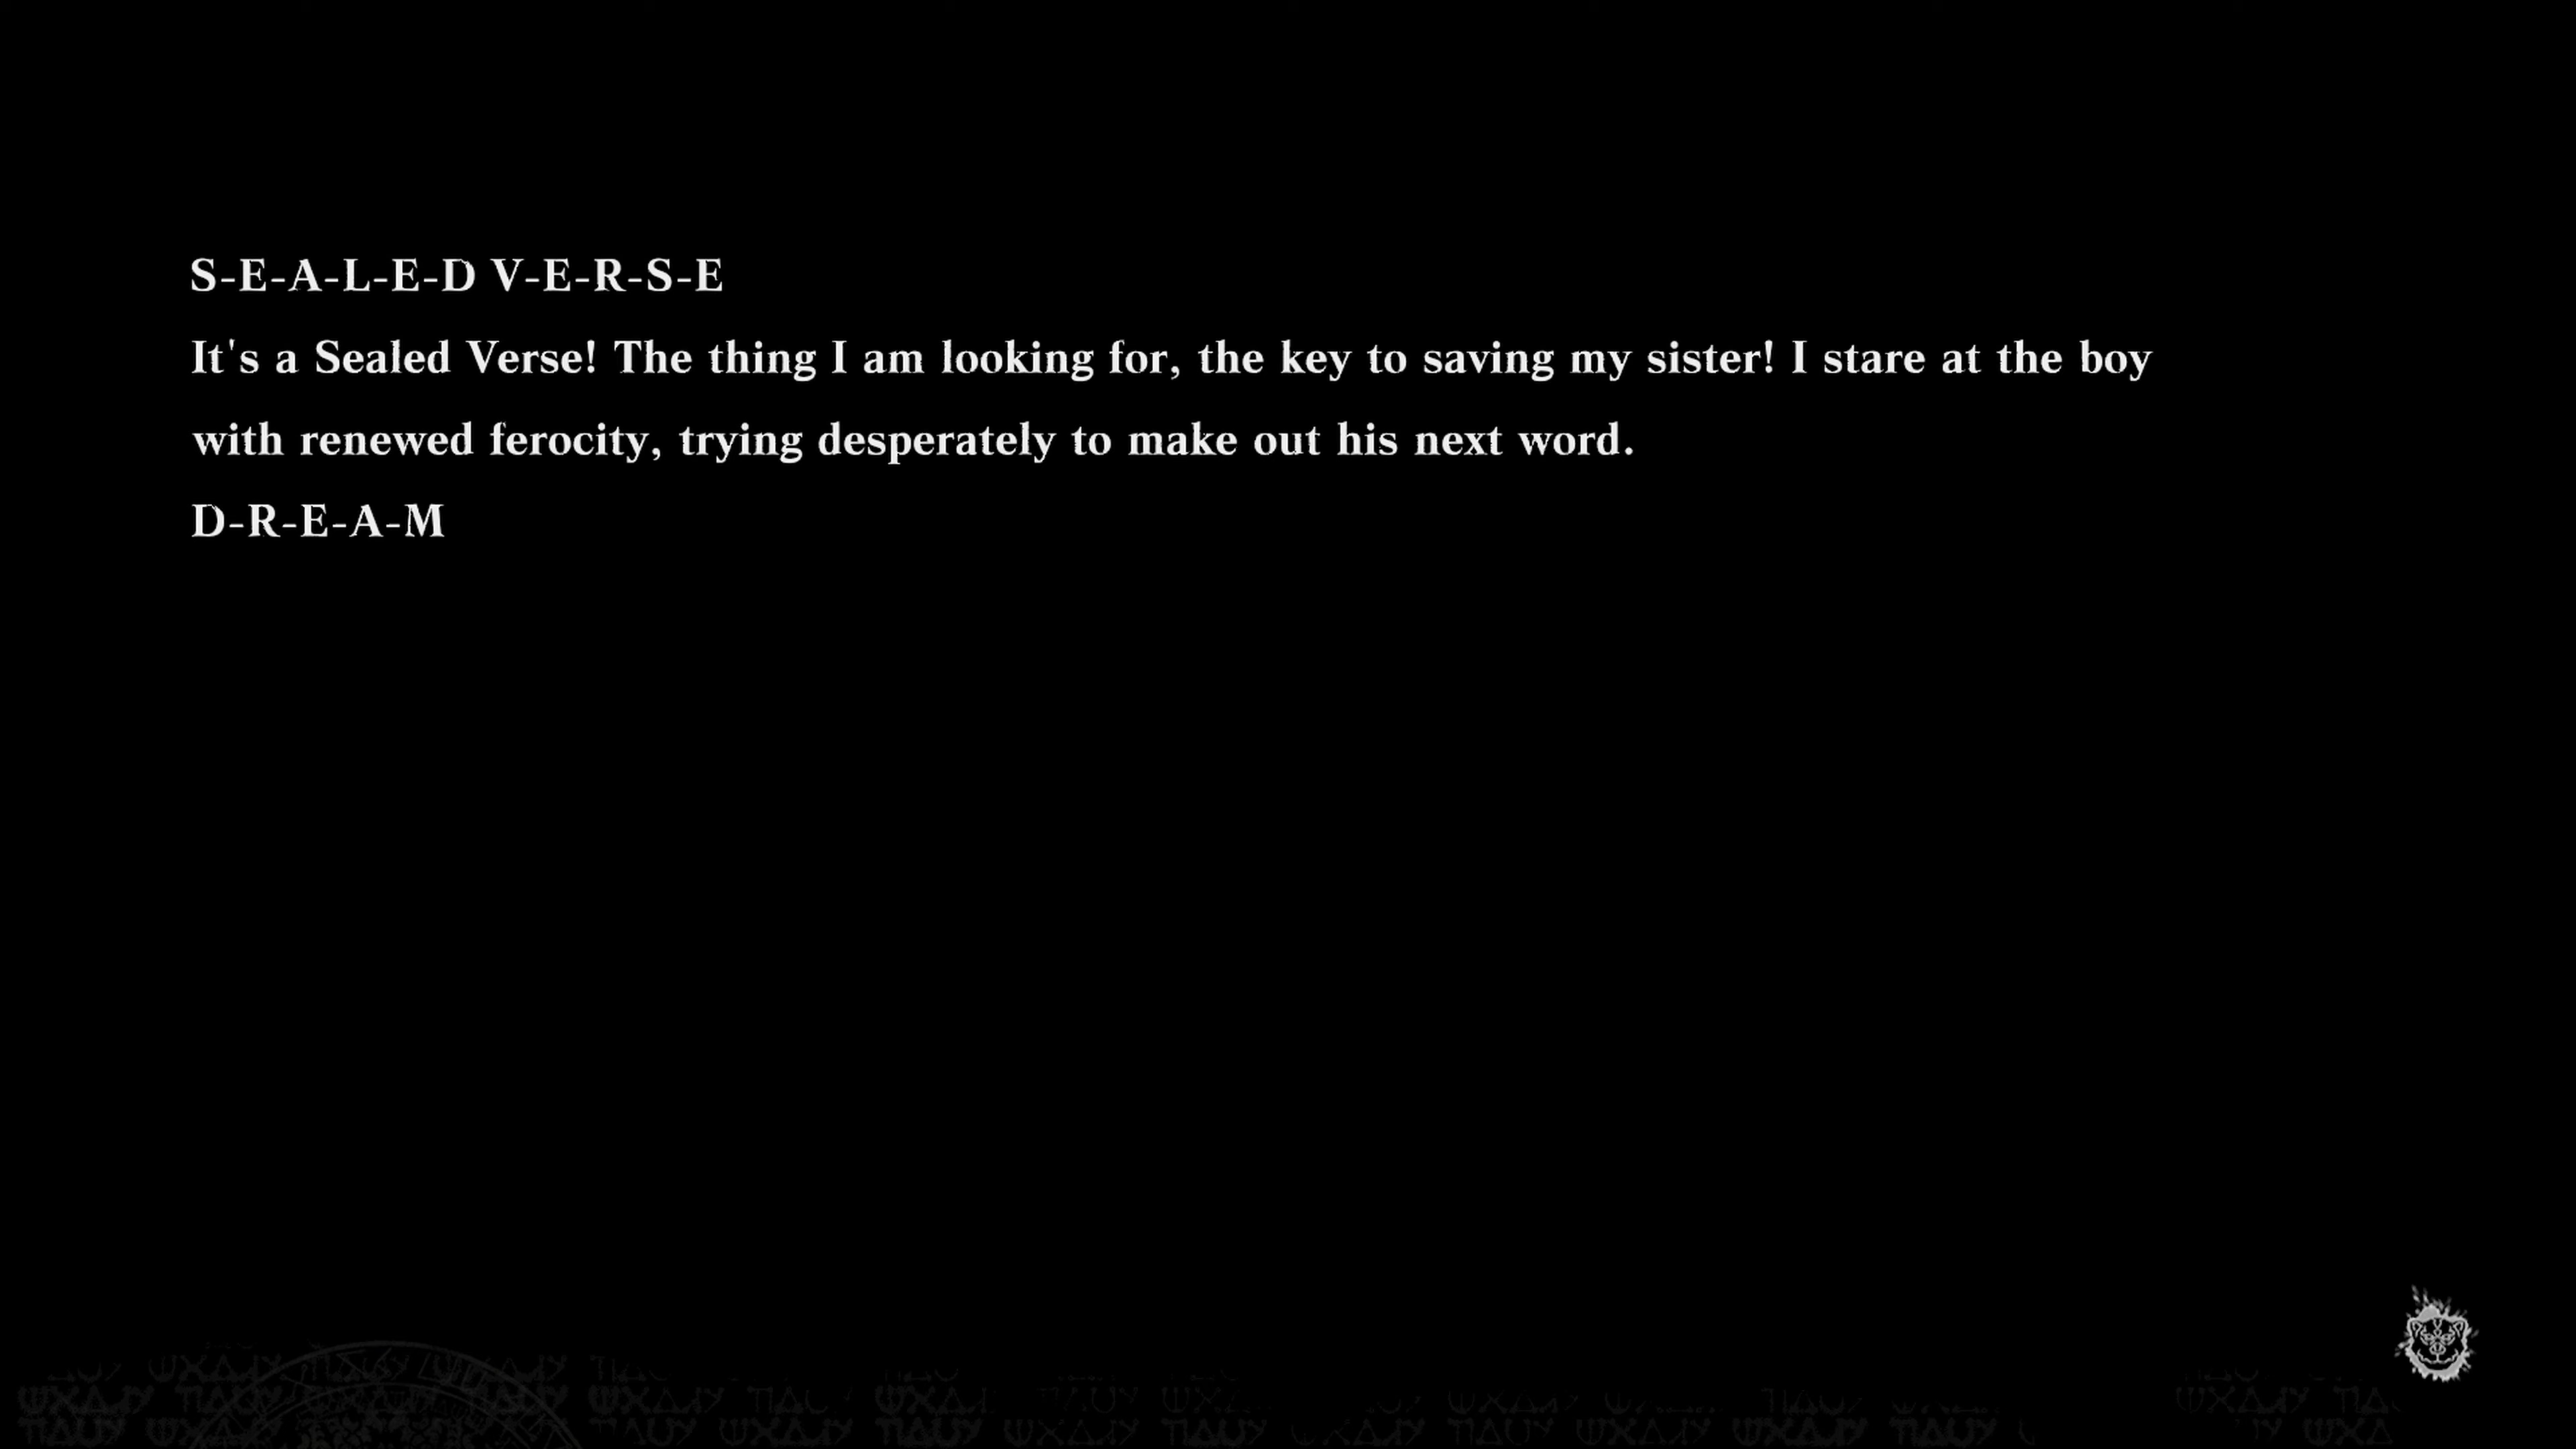 S-E-A-L-E-D V-E-R-S-E
It's a Sealed Verse! The thing I am looking for, the key to saving my sister! I stare at the boy
with renewed ferocity, trying desperately to make out his next word.
D-R-E-A-M